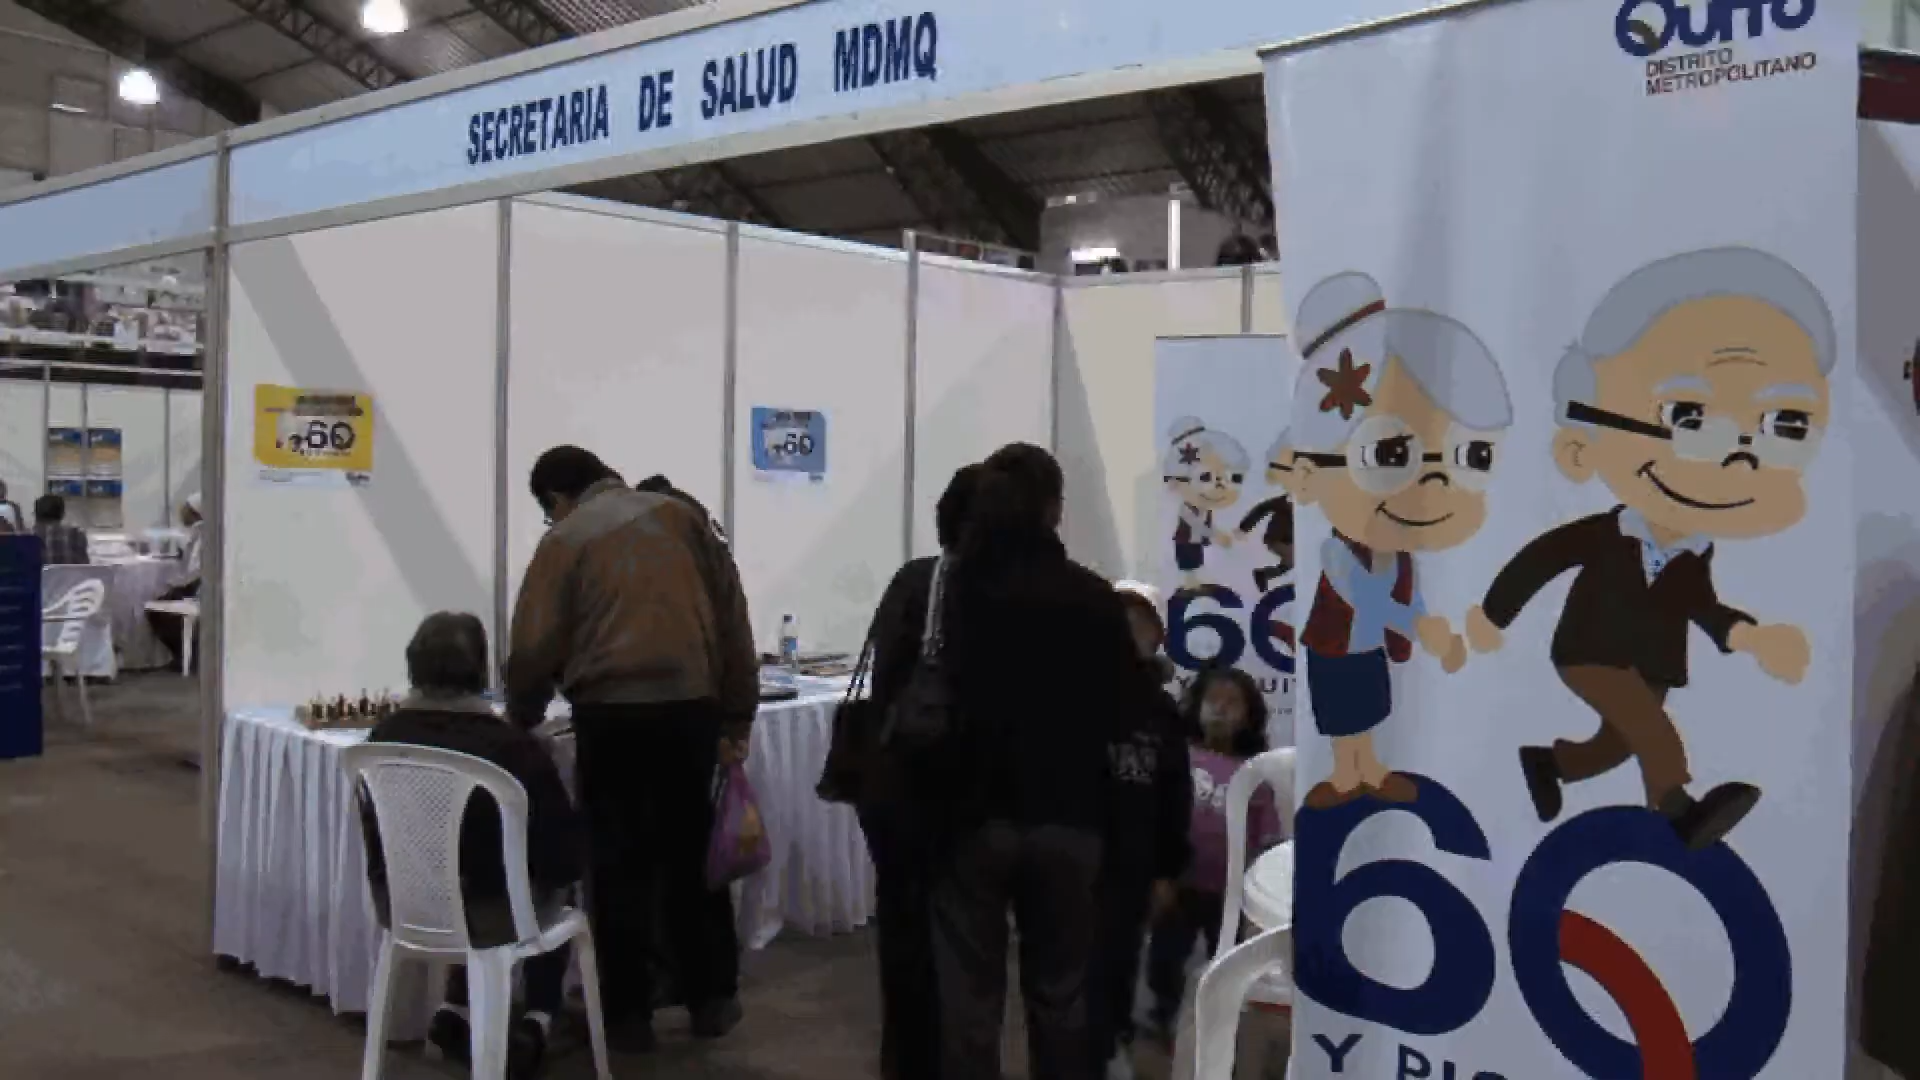 SECRETARIA DE SALUD MDMQ
QUITO
DISTRITO
METROPOLITANO
60
60
60
Y
60
Y